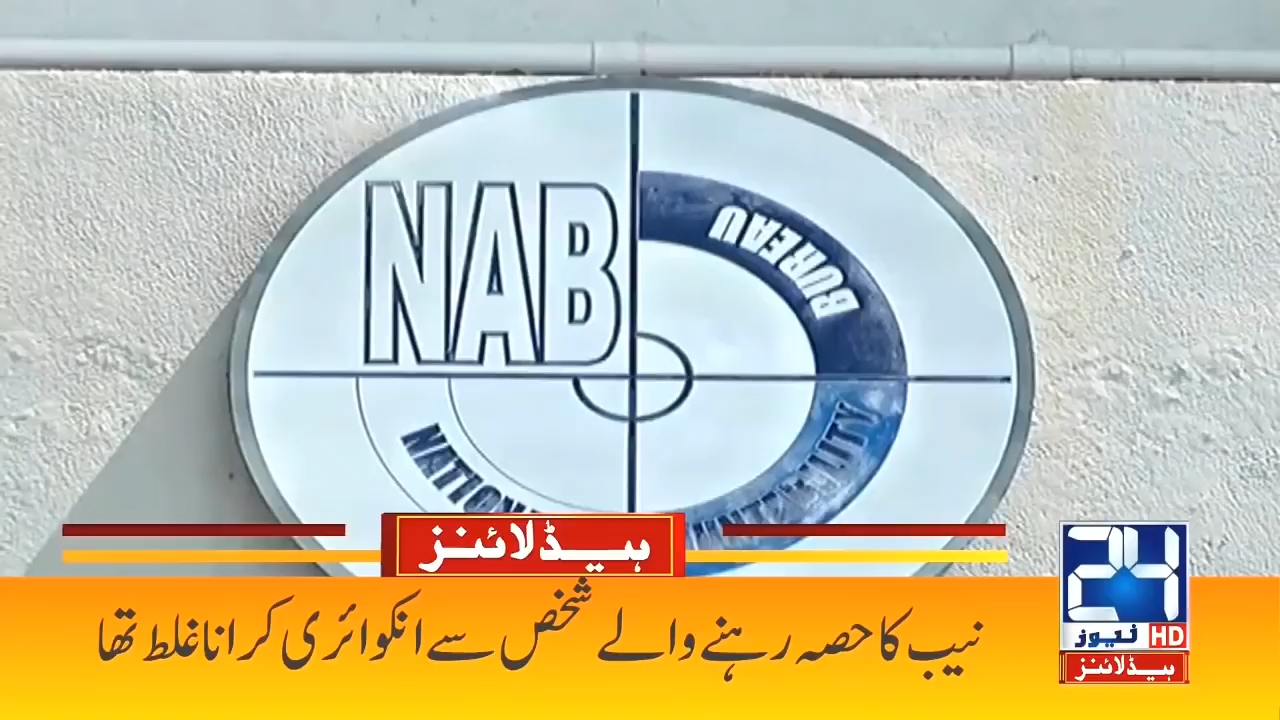 NAB
BUREAU
ہیڈلائنز
نیب کا حصہ رہنے والے شخص سے انکوائری کرانا غلط تھا
24
نیوز HD
ہیڈلائنز